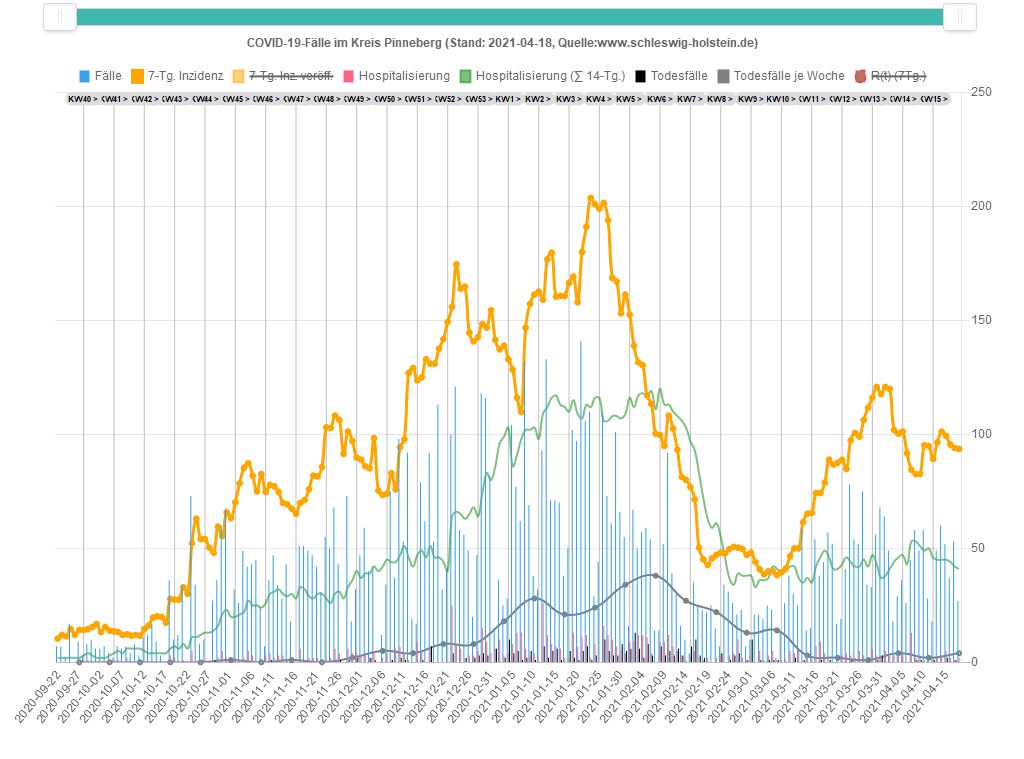 COVID-19-Fälle im Kreis Pinneberg (Stand: 2021-04-18, Quelle:www.schleswig-holstein.de)
Fälle 7-Tg. Inzidenz 7-Tg. Inz. veröff. Hospitalisierung Hospitalisierung (∑ 14-Tg.) Todesfälle Todesfälle je Woche R(t) (7Tg.)
KW40 > KW41 > KW42 > KW43 > KW44 > KW45 > KW46 > KW47 > KW48 > KW49 > KW50 > KW51 > KW52 > KW53 > KW1 > KW2 > KW3 > KW4 > KW5 > KW6 > KW7 > KW8 > KW9 > KW10 > KW11 > KW12 > KW13 > KW14 > KW15 >
250
200
150
100
50
0
2020-09-22 2020-09-27 2020-10-02 2020-10-07 2020-10-12 2020-10-17 2020-10-22 2020-10-27 2020-11-01 2020-11-06 2020-11-11 2020-11-16 2020-11-21 2020-11-26 2020-12-01 2020-12-06 2020-12-11 2020-12-16 2020-12-21 2020-12-26 2020-12-31 2021-01-05 2021-01-10 2021-01-15 2021-01-20 2021-01-25 2021-01-30 2021-02-04 2021-02-09 2021-02-14 2021-02-19 2021-02-24 2021-03-01 2021-03-06 2021-03-11 2021-03-16 2021-03-21 2021-03-26 2021-03-31 2021-04-05 2021-04-10 2021-04-15